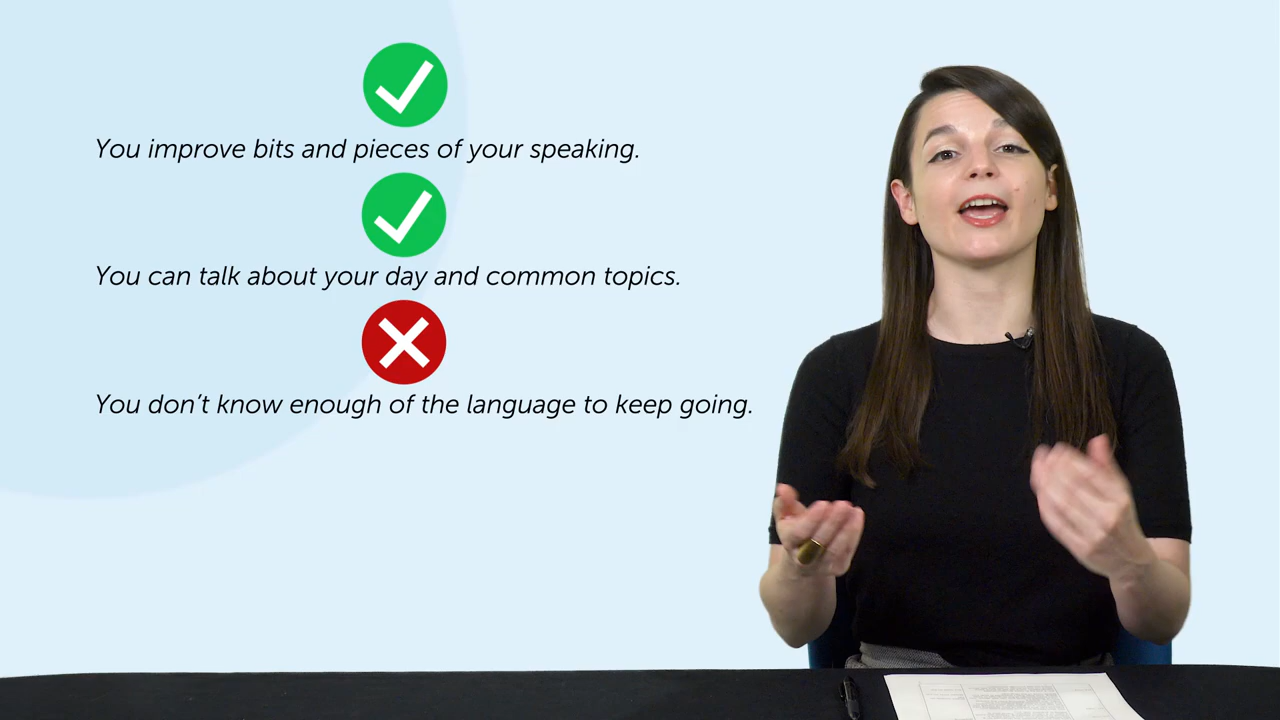 You improve bits and pieces of your speaking.
You can talk about your day and common topics.
You don't know enough of the language to keep going.